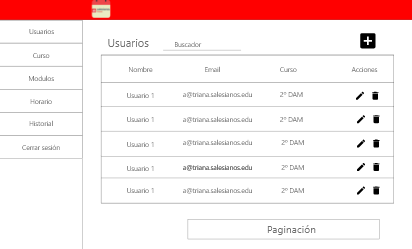 Usuarios
Curso
Modulos
Horario
Historial
Cerrar sesión
Usuarios Buscador
Nombre Email Curso Acciones
Usuario 1 a@triana.salesianos.edu 2º DAM
Usuario 1 a@triana.salesianos.edu 2º DAM
Usuario 1 a@triana.salesianos.edu 2º DAM
Usuario 1 a@triana.salesianos.edu 2º DAM
Usuario 1 a@triana.salesianos.edu 2º DAM
Paginación